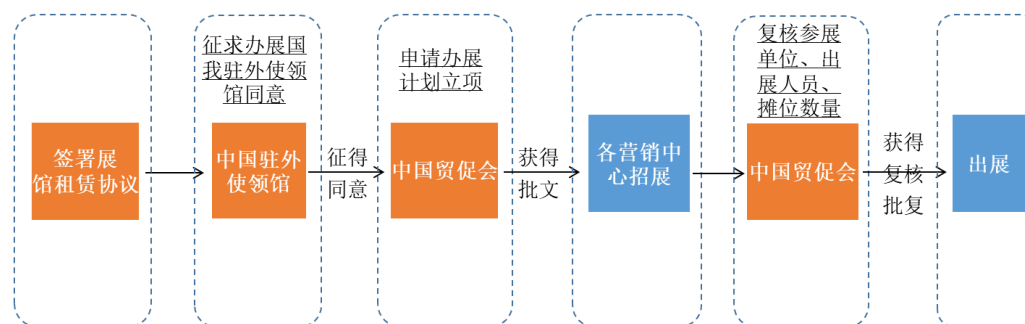 签署展
馆租赁协议
征求办展国
我驻外使领
馆同意
中国驻外
使领馆
征得
同意
申请办展
计划立项
中国贸促会
获得
批文
各营销中
心招展
复核参展
单位、出
展人员、
摊位数量
中国贸促会
获得
复核
批复
出展